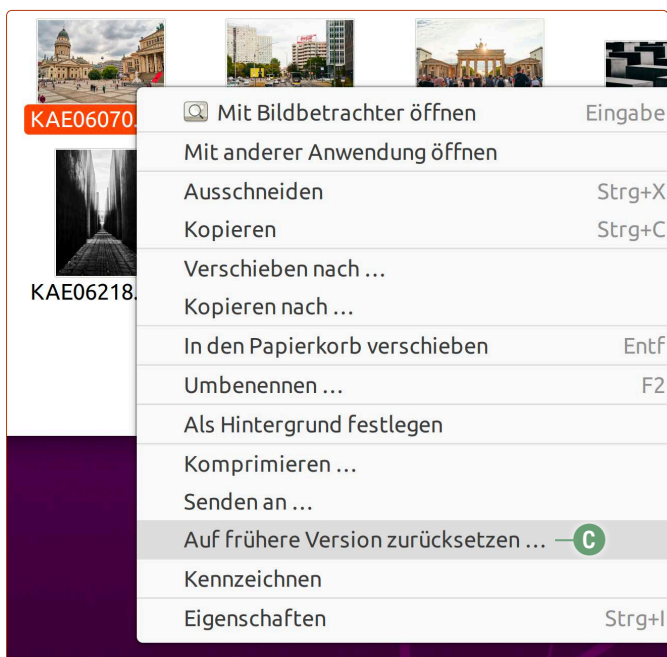 KAE06070.
Mit Bildbetrachter öffnen Eingabe
Mit anderer Anwendung öffnen
Ausschneiden Strg+X
Kopieren Strg+C
Verschieben nach …
Kopieren nach …
KAE06218.
In den Papierkorb verschieben Entf
Umbenennen … F2
Als Hintergrund festlegen
Komprimieren …
Senden an …
Auf frühere Version zurücksetzen … C
Kennzeichnen
Eigenschaften Strg+I